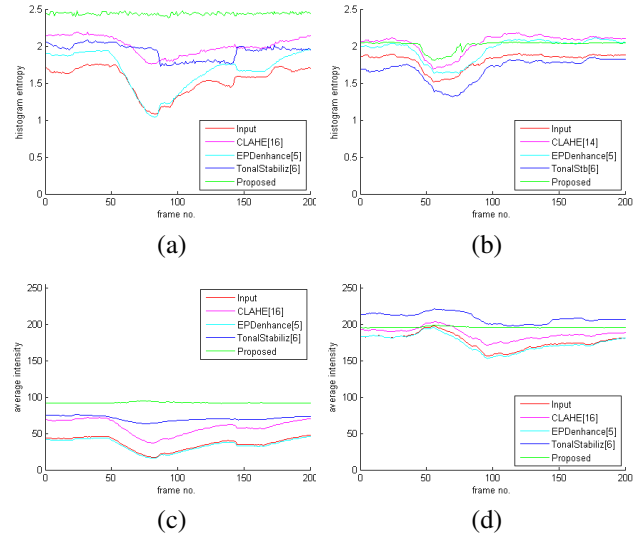 2.5
2
1.5
1
0.5
0
histogram entropy
0 50 100 150 200
frame no.
Input
CLAHE[16]
EPDenhance[5]
TonalStabiliz[6]
Proposed
(a)
2.5
2
1.5
1
0.5
0
histogram entropy
0 50 100 150 200
frame no.
Input
CLAHE[14]
EPDenhance[5]
TonalStb[6]
Proposed
(b)
250
200
150
100
50
0
average intensity
0 50 100 150 200
frame no.
Input
CLAHE[16]
EPDenhance[5]
TonalStabiliz[6]
Proposed
(c)
250
200
150
100
50
0
average intensity
0 50 100 150 200
frame no.
Input
CLAHE[16]
EPDenhance[5]
TonalStabiliz[6]
Proposed
(d)